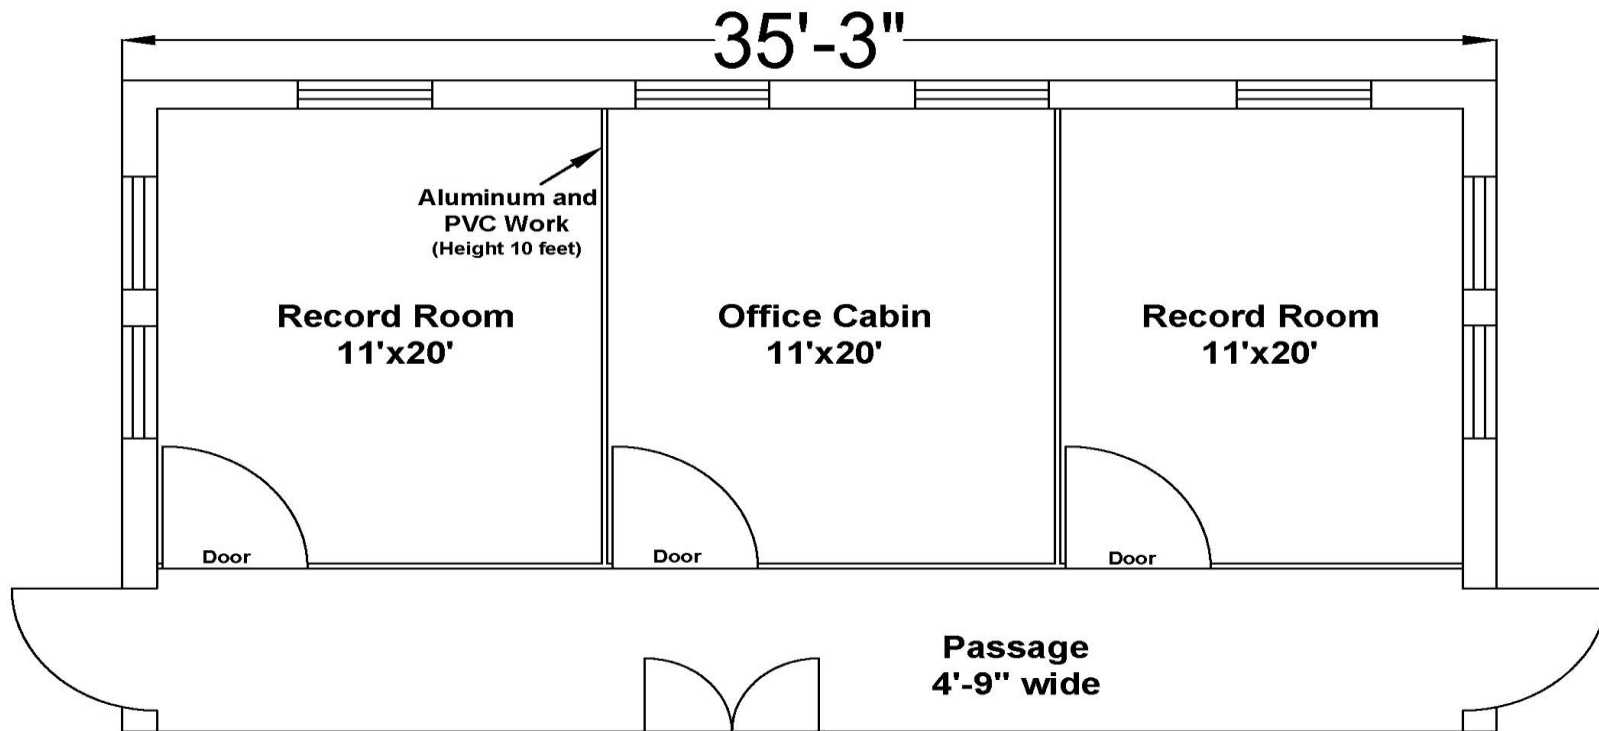 35'-3"
Aluminum and
PVC Work
(Height 10 feet)
Record Room
11'x20'
Office Cabin
11'x20'
Record Room
11'x20'
Door
Door
Door
Passage
4'-9" wide